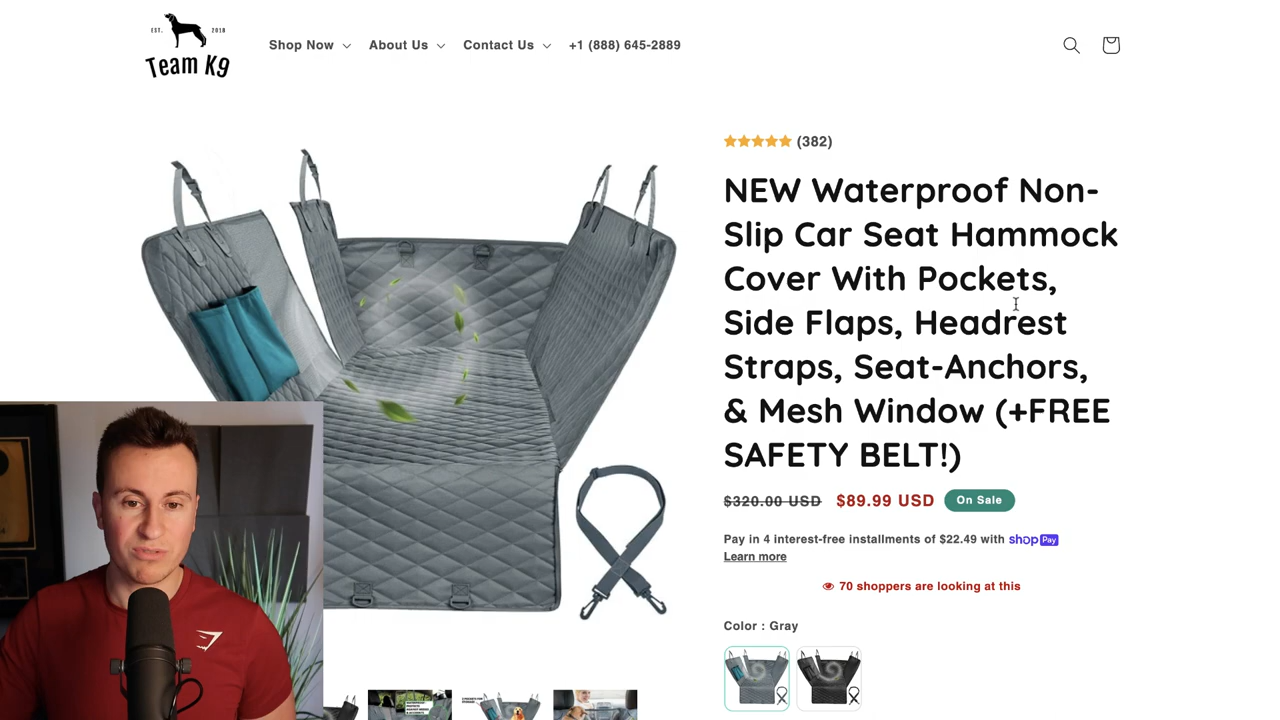 EST. 2018
Team K9
Shop Now
About Us
Contact Us
+1 (888) 645-2889
(382)
NEW Waterproof Non-
Slip Car Seat Hammock
Cover With Pockets,
Side Flaps, Headrest
Straps, Seat-Anchors,
& Mesh Window (+FREE
SAFETY BELT!)
$320.00 USD $89.99 USD On Sale
Pay in 4 interest-free installments of $22.49 with shop Pay
Learn more
70 shoppers are looking at this
Color : Gray